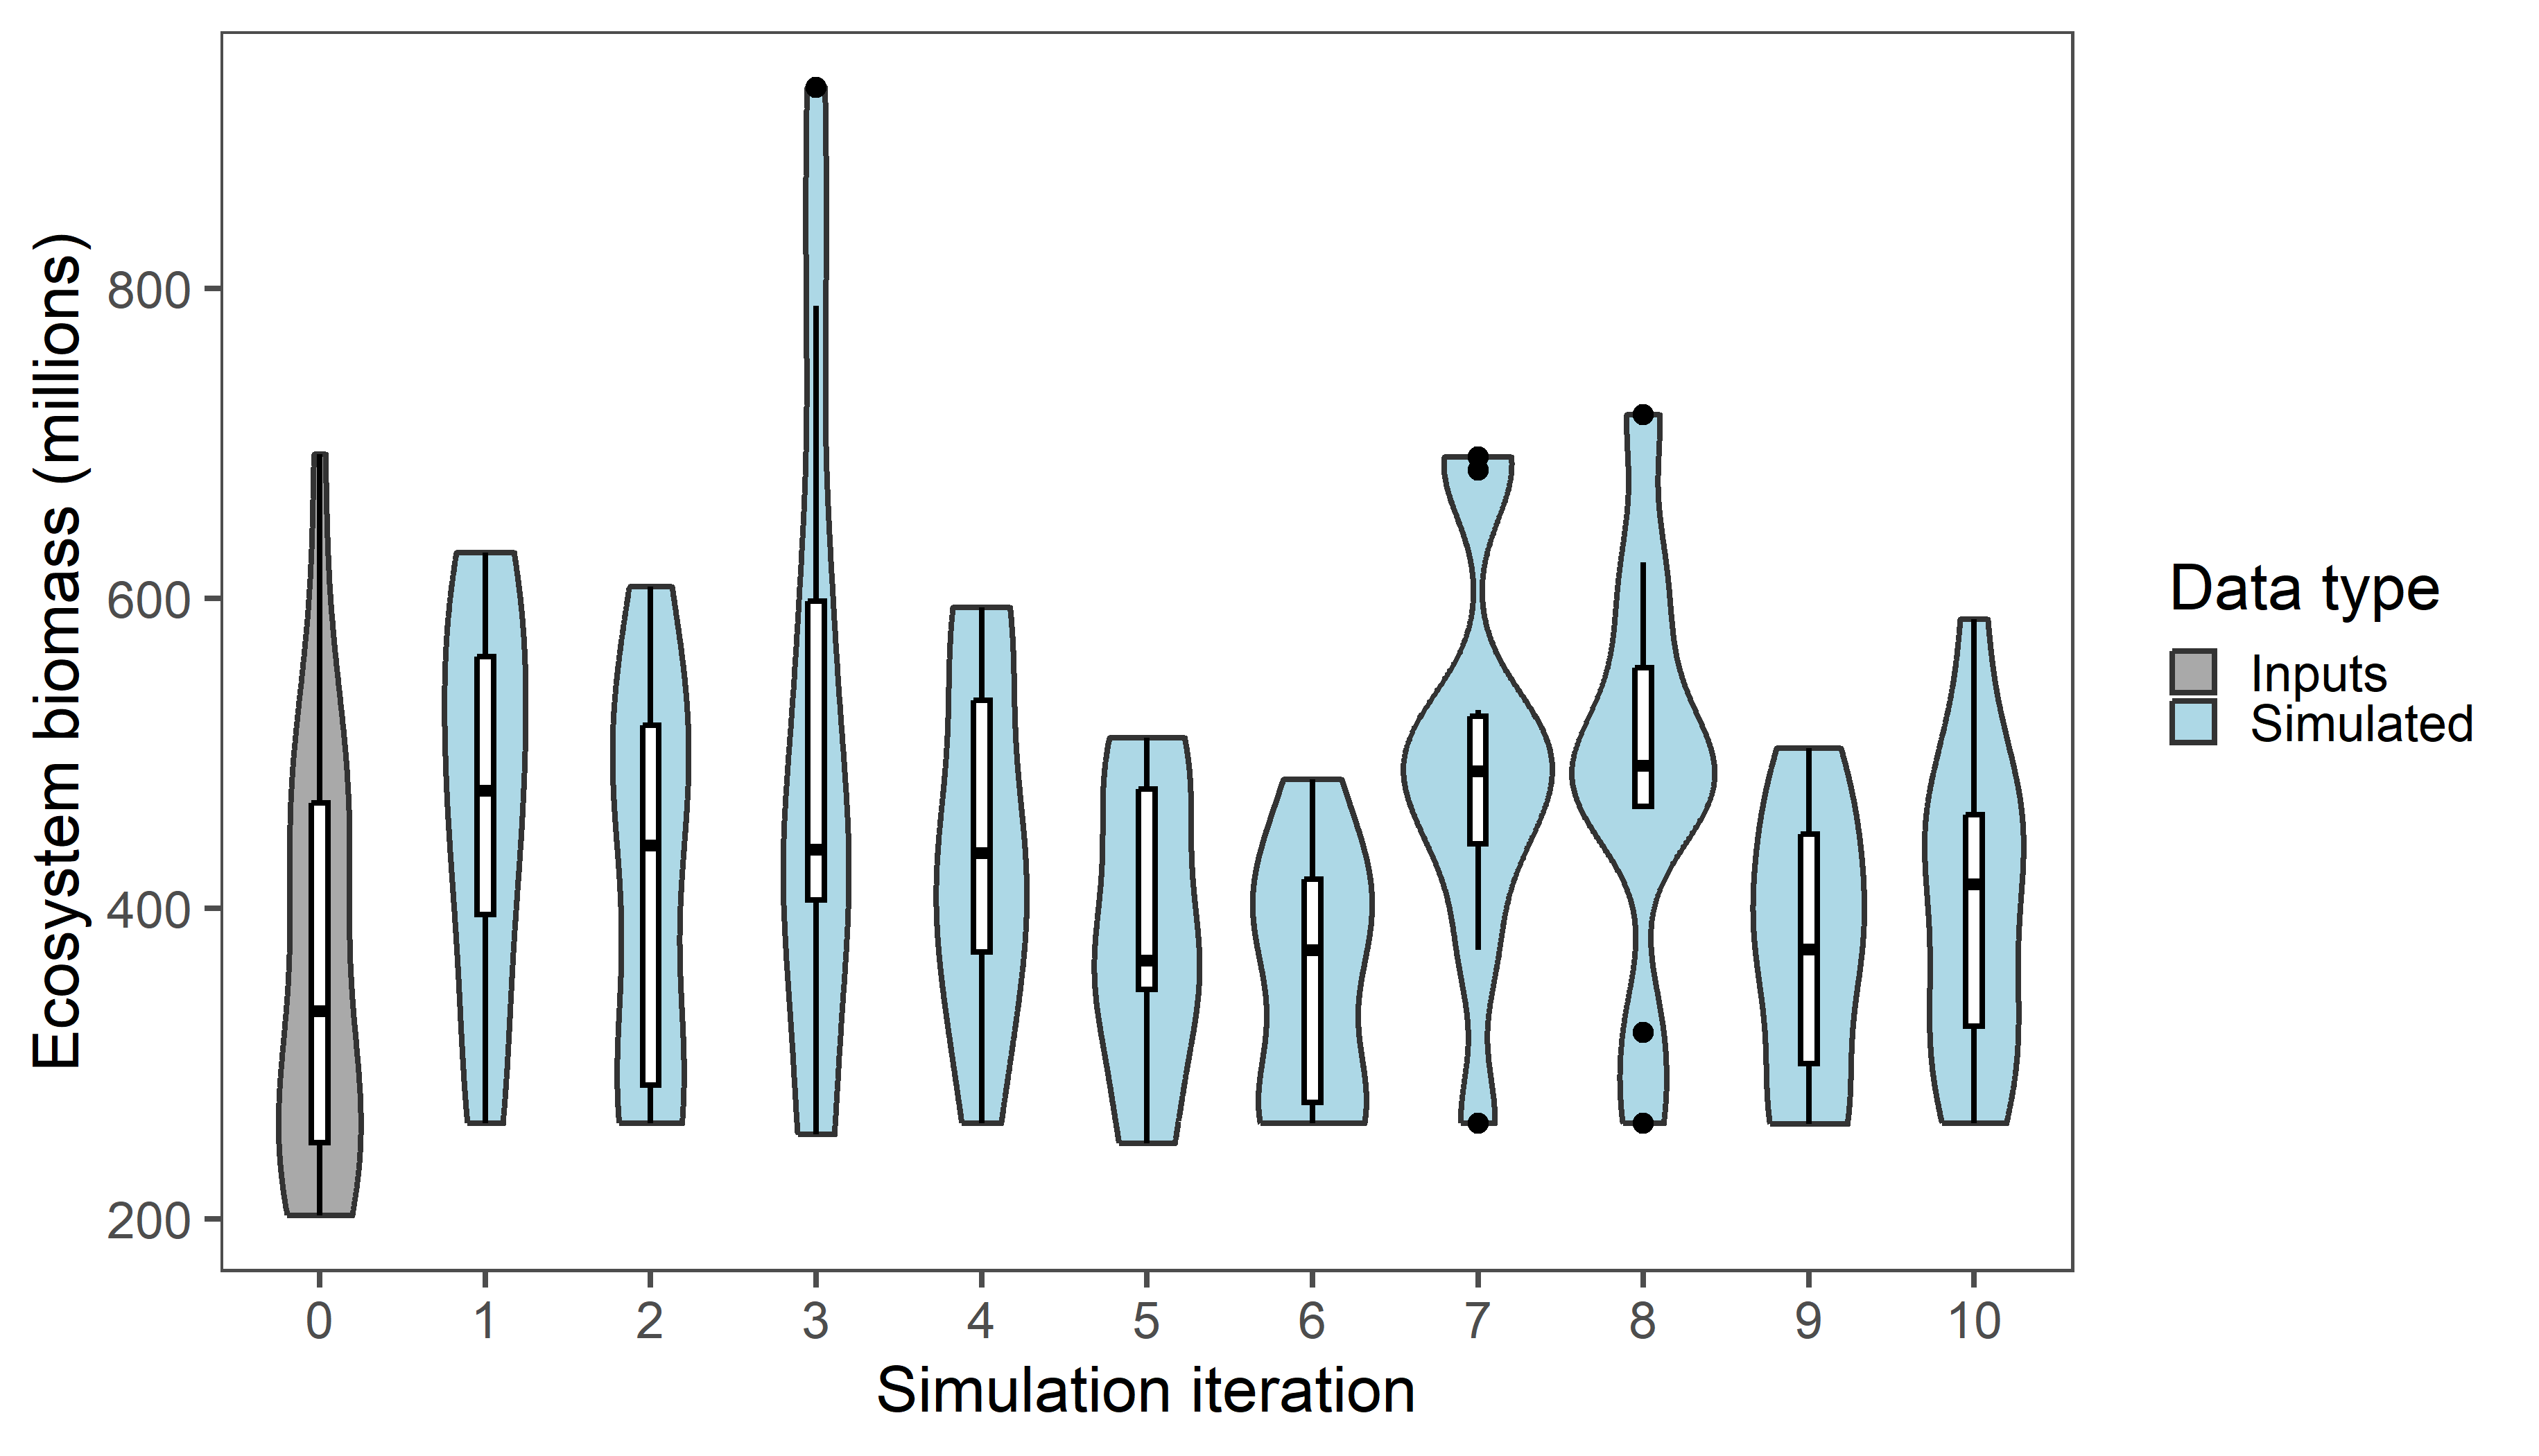 Ecosystem biomass (millions)
800
600
400
200
0 1 2 3 4 5 6 7 8 9 10
Simulation iteration
Data type
Inputs
Simulated